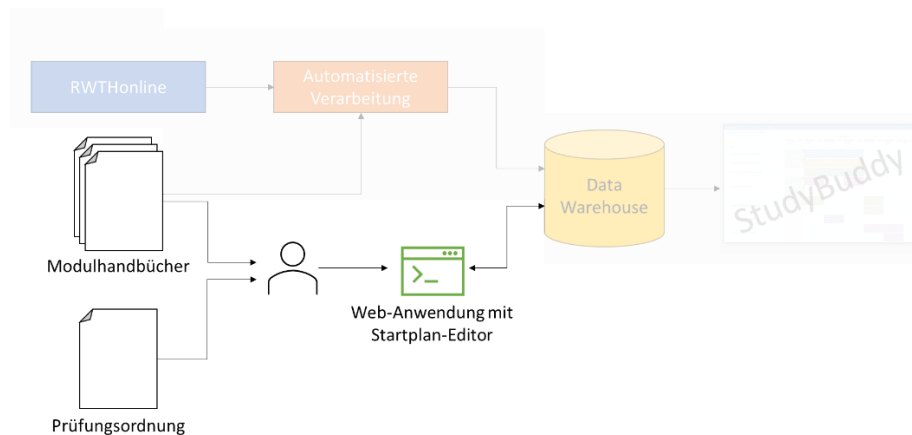 RWTHonline
Automatisierte
Verarbeitung
Data
Warehouse
StudyBuddy
Modulhandbücher
Web-Anwendung mit
Startplan-Editor
Prüfungsordnung